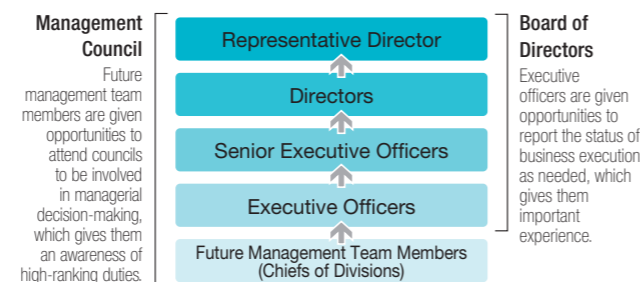 Management
Council
Future
management team
members are given
opportunities to
attend councils
to be involved
in managerial
decision-making,
which gives them
an awareness of
high-ranking duties.
Representative Director
Directors
Senior Executive Officers
Executive Officers
Future Management Team Members
(Chiefs of Divisions)
Board of
Directors
Executive
officers are given
opportunities to
report the status of
business execution
as needed, which
gives them
important
experience.